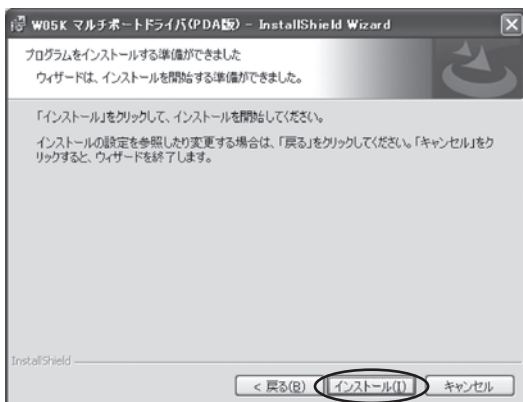 W05K マルチポートドライバ(PDA版) - InstallShield Wizard
プログラムをインストールする準備ができました
ウィザードは、インストールを開始する準備ができました。
「インストール」をクリックして、インストールを開始してください。
インストールの設定を参照したり変更する場合は、「戻る」をクリックしてください。「キャンセル」をク
リックすると、ウィザードを終了します。
InstallShield
< 戻る(B)
インストール(I)
キャンセル